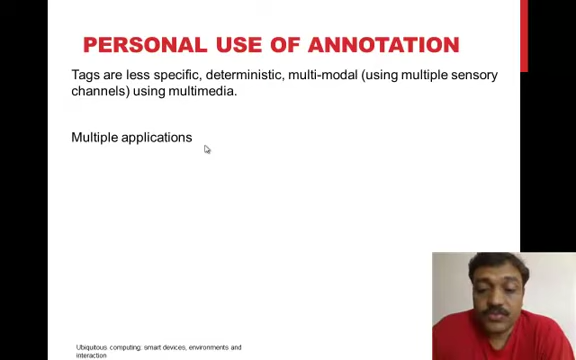 PERSONAL USE OF ANNOTATION
Tags are less specific, deterministic, multi-modal (using multiple sensory
channels) using multimedia.
Multiple applications
Ubiquitous computing: smart devices, environments and
interaction